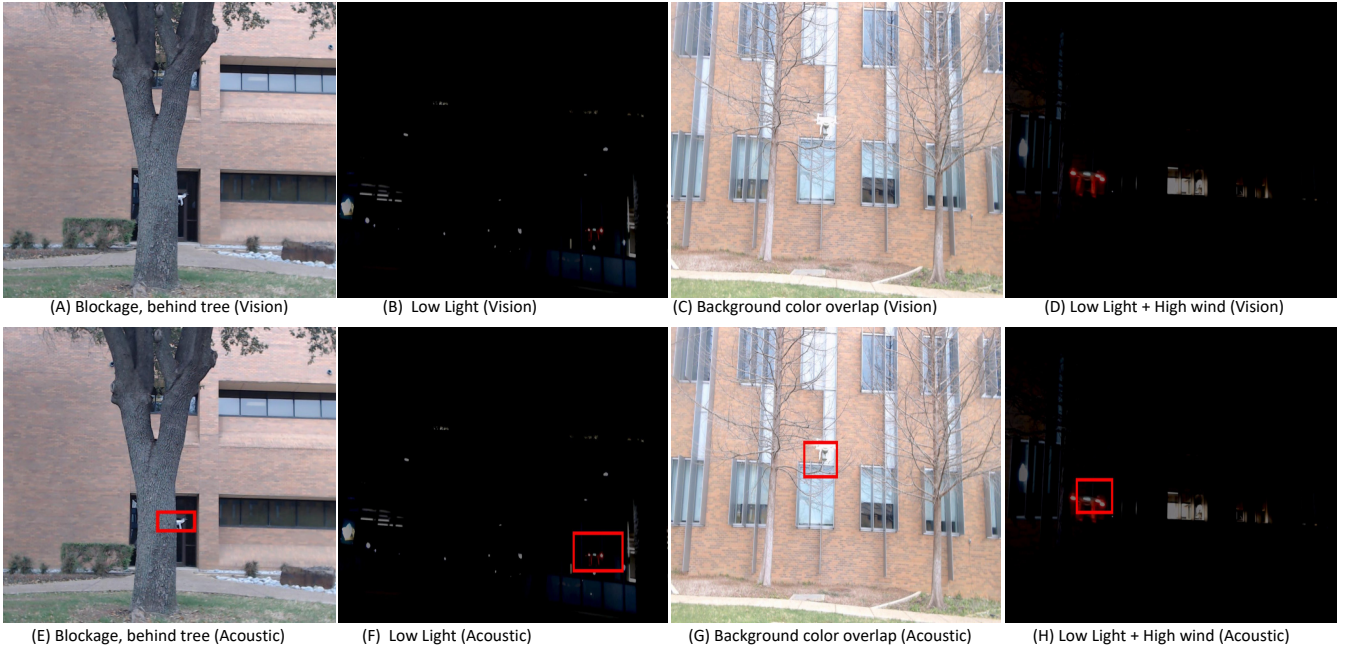 (A) Blockage, behind tree (Vision)
(B) Low Light (Vision)
(C) Background color overlap (Vision)
(D) Low Light + High wind (Vision)
(E) Blockage, behind tree (Acoustic)
(F) Low Light (Acoustic)
(G) Background color overlap (Acoustic)
(H) Low Light + High wind (Acoustic)